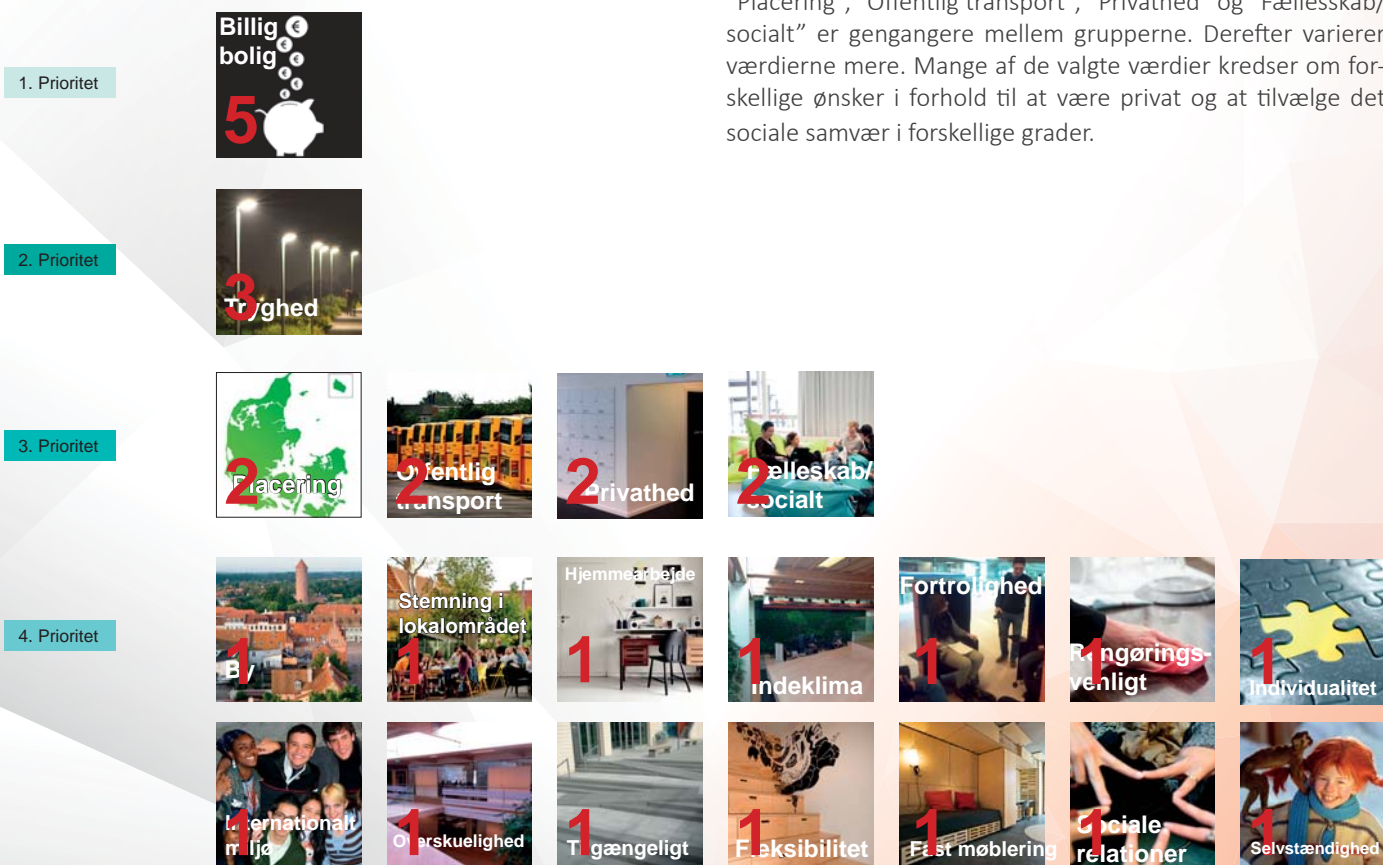 "Placering", "Offentlig transport", "Privathed" og "Fællesskab/
socialt” er gengangere mellem grupperne. Derefter varierer
værdierne mere. Mange af de valgte værdier kredser om for-
skellige ønsker i forhold til at være privat og at tilvælge det
sociale samvær i forskellige grader.
1. Prioritet
Billig
bolig
5
2. Prioritet
3
Tryghed
3. Prioritet
2
Placering
2
Offentlig
transport
2
Privathed
2
Fælleskab/
socialt
4. Prioritet
1
By
Stemning i
lokalområdet
1
Hjemmearbejde
1
1
Indeklima
Fortrolighed
1
1
Rengørings-
venligt
1
Individualitet
1
Internationalt
miljø
1
Overskuelighed
1
Tilgængeligt
1
Fleksibilitet
1
Fast møblering
1
Sociale
relationer
1
Selvstændighed